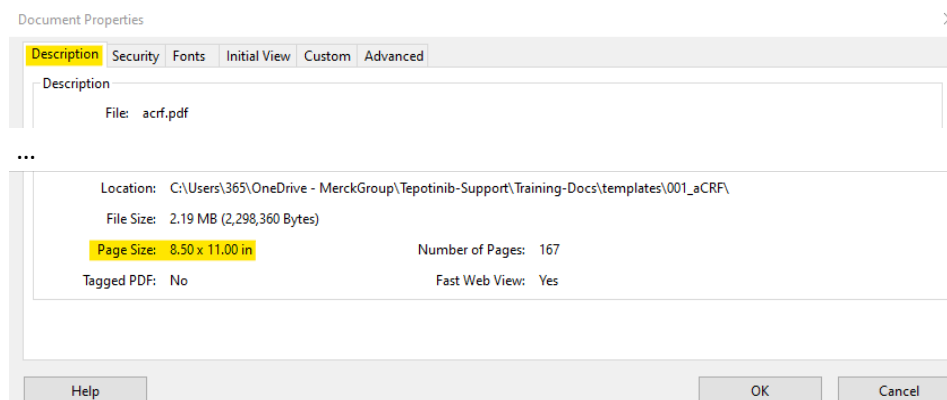 Document Properties
Description Security Fonts Initial View Custom Advanced
Description
File: acrf.pdf
...
Location: C:\Users\365\OneDrive - MerckGroup\Tepotinib-Support\Training-Docs\templates\001_aCRF\
File Size: 2.19 MB (2,298,360 Bytes)
Page Size: 8.50 x 11.00 in Number of Pages: 167
Tagged PDF: No Fast Web View: Yes
Help OK Cancel